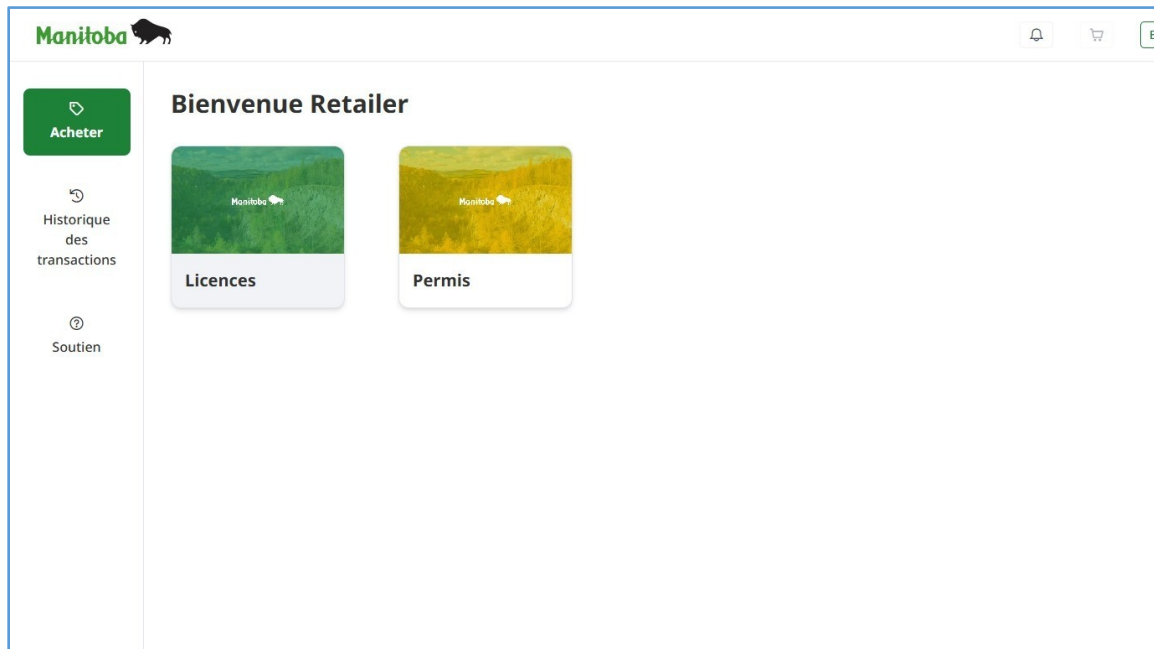 Manitoba
Acheter
Historique
des
transactions
Soutien
Bienvenue Retailer
Manitoba
Licences
Manitoba
Permis